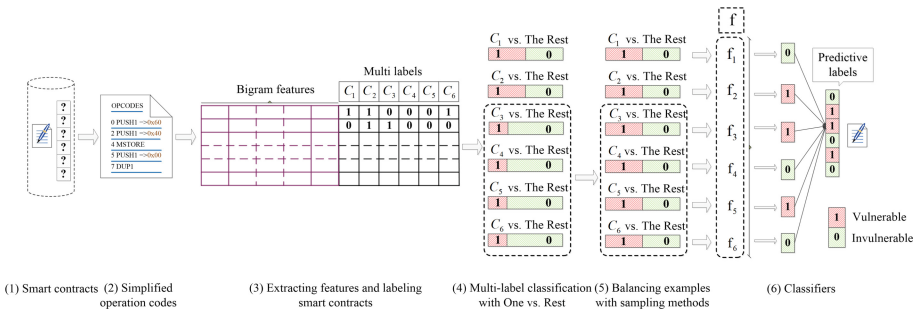 ?
?
?
?
?
?
OPCODES
0 PUSH1 =>0x60
2 PUSH1 =>0x40
4 MSTORE
5 PUSH1 =>0x00
7 DUP1
Bigram features
Multi labels
C1 C2 C3 C4 C5 C6
1 1 0 0 0 1
0 1 1 0 0 0
C1 vs. The Rest
1 0
C2 vs. The Rest
1 0
C3 vs. The Rest
1 0
C4 vs. The Rest
1 0
C5 vs. The Rest
1 0
C6 vs. The Rest
1 0
C1 vs. The Rest
1 0
C2 vs. The Rest
1 0
C3 vs. The Rest
1 0
C4 vs. The Rest
1 0
C5 vs. The Rest
1 0
C6 vs. The Rest
1 0
f
f1
f2
f3
f4
f5
f6
0
1
1
0
1
0
Predictive
labels
0
1
1
0
1
0
1 Vulnerable
0 Invulnerable
(1) Smart contracts
(2) Simplified
operation codes
(3) Extracting features and labeling
smart contracts
(4) Multi-label classification
with One vs. Rest
(5) Balancing examples
with sampling methods
(6) Classifiers